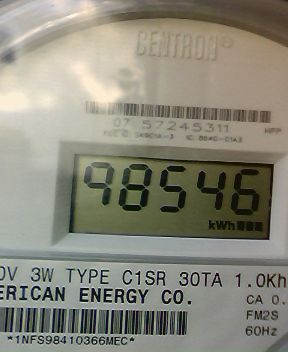 CENTRON®
07 57245311
98546
kWh
0V 3W TYPE C1SR 30TA 1.0Kh
ERICAN ENERGY CO.
CA 0.
FM2S
60Hz
*1NFS98410366MEC*